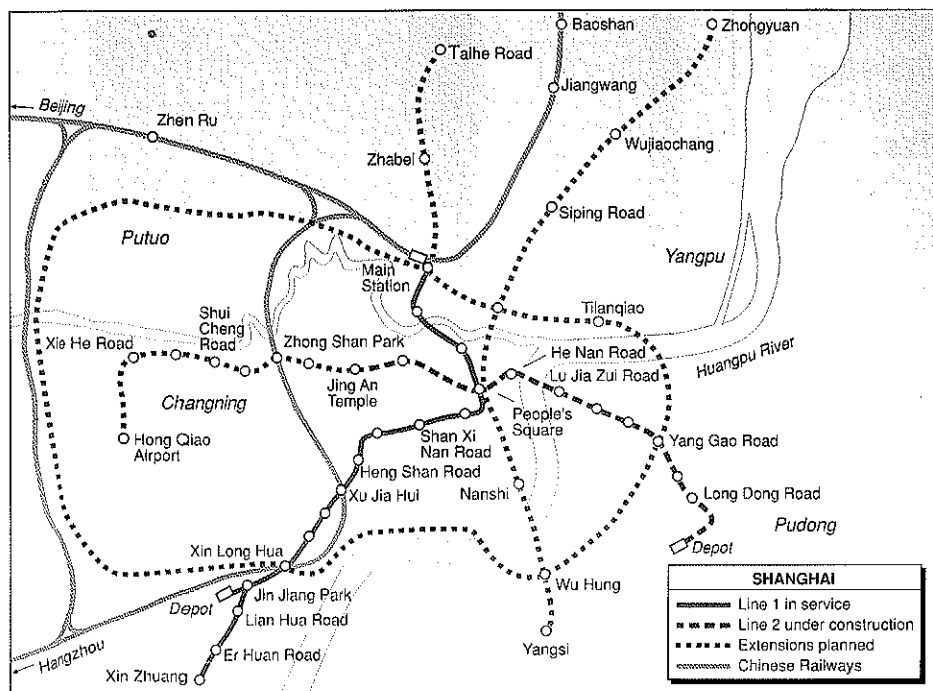 Baoshan
Zhongyuan
Taihe Road
Jiangwang
Beijing
Zhen Ru
Wujiaochang
Zhabei
Siping Road
Putuo
Yangpu
Main
Station
Tilanqiao
Shui
Cheng
Road
Xie He Road
Zhong Shan Park
He Nan Road
Huangpu River
Lu Jia Zui Road
Jing An
Temple
Changning
People's
Square
Hong Qiao
Airport
Shan Xi
Nan Road
Yang Gao Road
Heng Shan Road
Nanshi
Xu Jia Hui
Long Dong Road
Pudong
Xin Long Hua
Depot
Wu Hung
Jin Jiang Park
Depot
Lian Hua Road
Yangsi
Er Huan Road
Hangzhou
Xin Zhuang
SHANGHAI
Line 1 in service
Line 2 under construction
Extensions planned
Chinese Railways